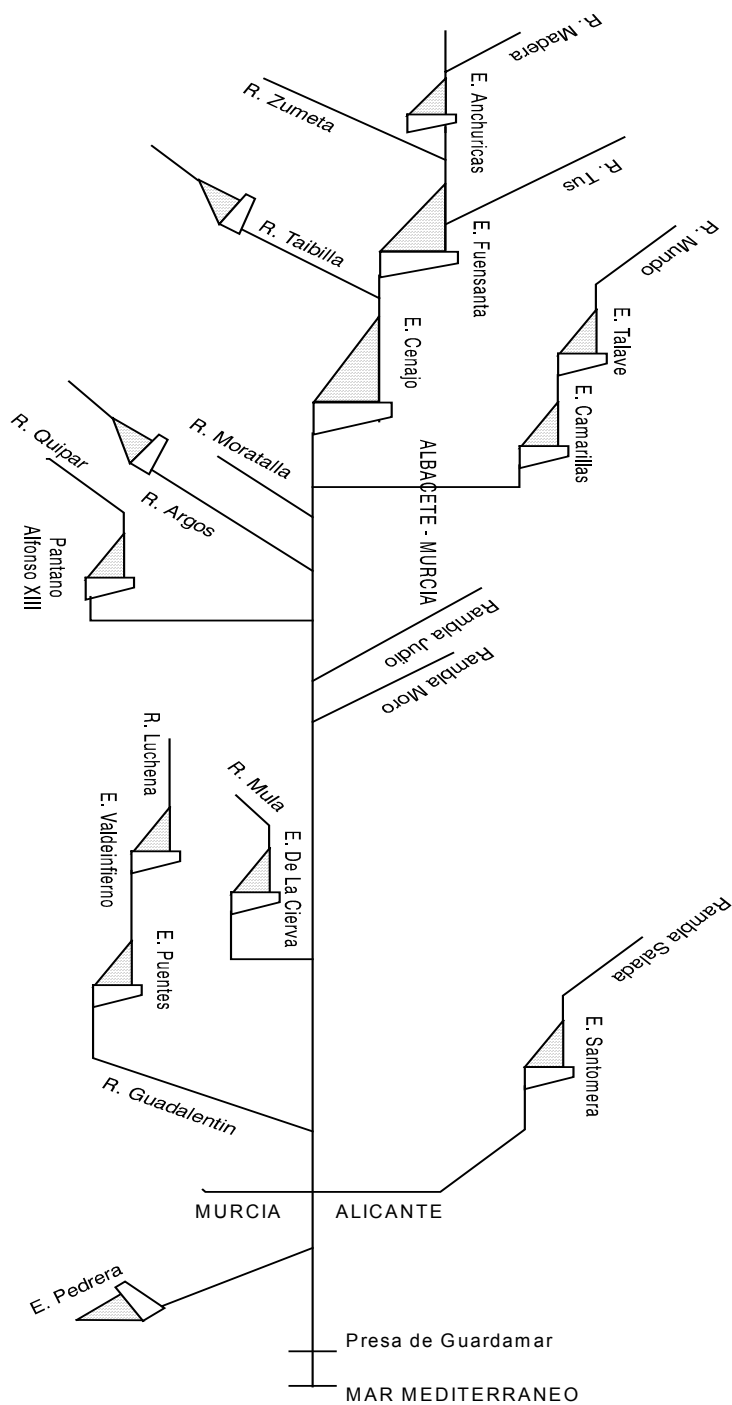 R. Madera
E. Anchuricas
R. Zumeta
R. Tus
E. Fuensanta
R. Taibilla
R. Mundo
E. Talave
E. Cenajo
E. Camarillas
R. Quipar
R. Moratalla
ALBACETE - MURCIA
R. Argos
Pantano
Alfonso XIII
Rambla Judio
Rambla Moro
R. Luchena
R. Mula
E. Valdeinfierno
E. De La Cierva
E. Puentes
Rambla Salada
E. Santomera
R. Guadalentin
MURCIA
ALICANTE
E. Pedrera
Presa de Guardamar
MAR MEDITERRANEO